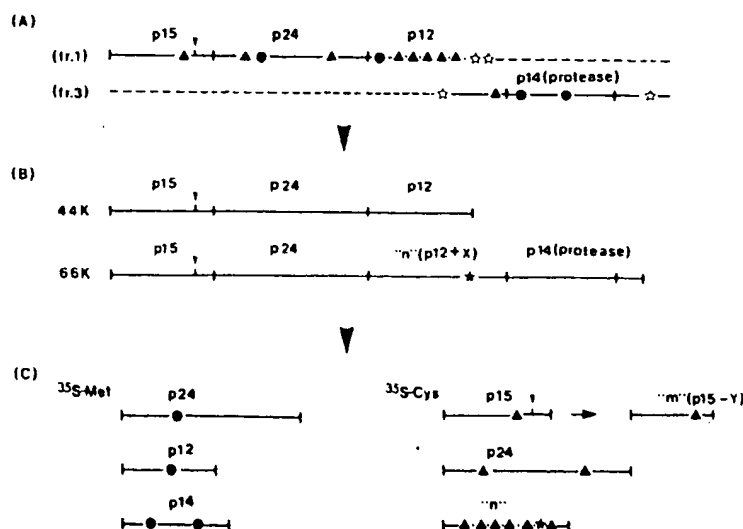 (A)
p15 p24 p12
(fr.1)
p14(protease)
(fr.3)
(B)
p15 p24 p12
44K
p15 p24 "n"(p12+X) p14(protease)
66K
(C)
35S-Met 35S-Cys
p24 p15 "m"(p15-Y)
p12 p24
p14 "n"